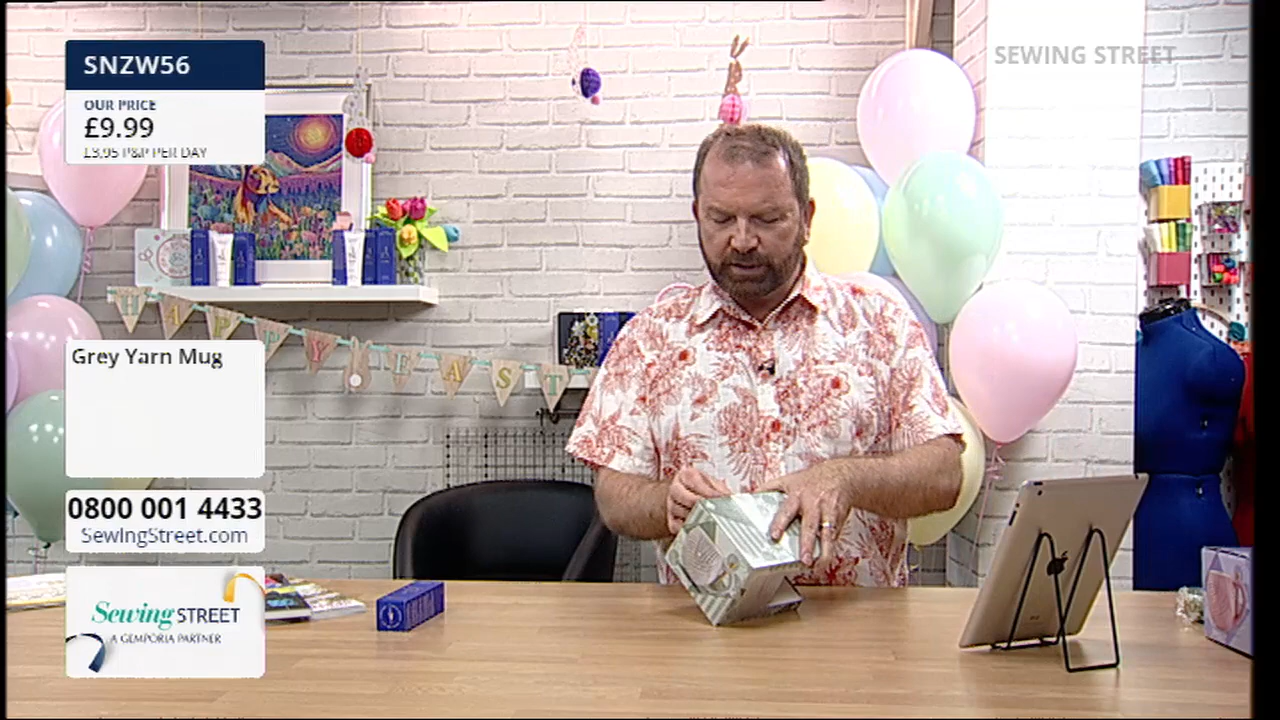 SNZW56
OUR PRICE
£9.99
£3.95 P&P PER DAY
Grey Yarn Mug
0800 001 4433
SewingStreet.com
Sewing STREET
A GEMPORIA PARTNER
SEWING STREET
HAPPY EAST